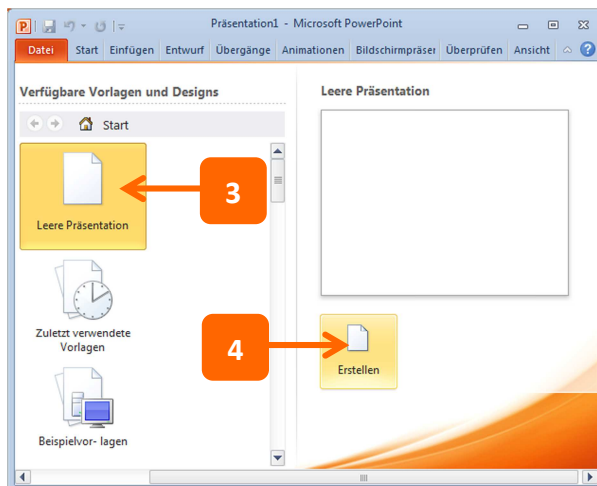 Präsentation1 - Microsoft PowerPoint
Datei Start Einfügen Entwurf Übergänge Animationen Bildschirmpräser Überprüfen Ansicht
Verfügbare Vorlagen und Designs
Start
Leere Präsentation
Zuletzt verwendete
Vorlagen
Beispielvor- lagen
3
4
Leere Präsentation
Erstellen